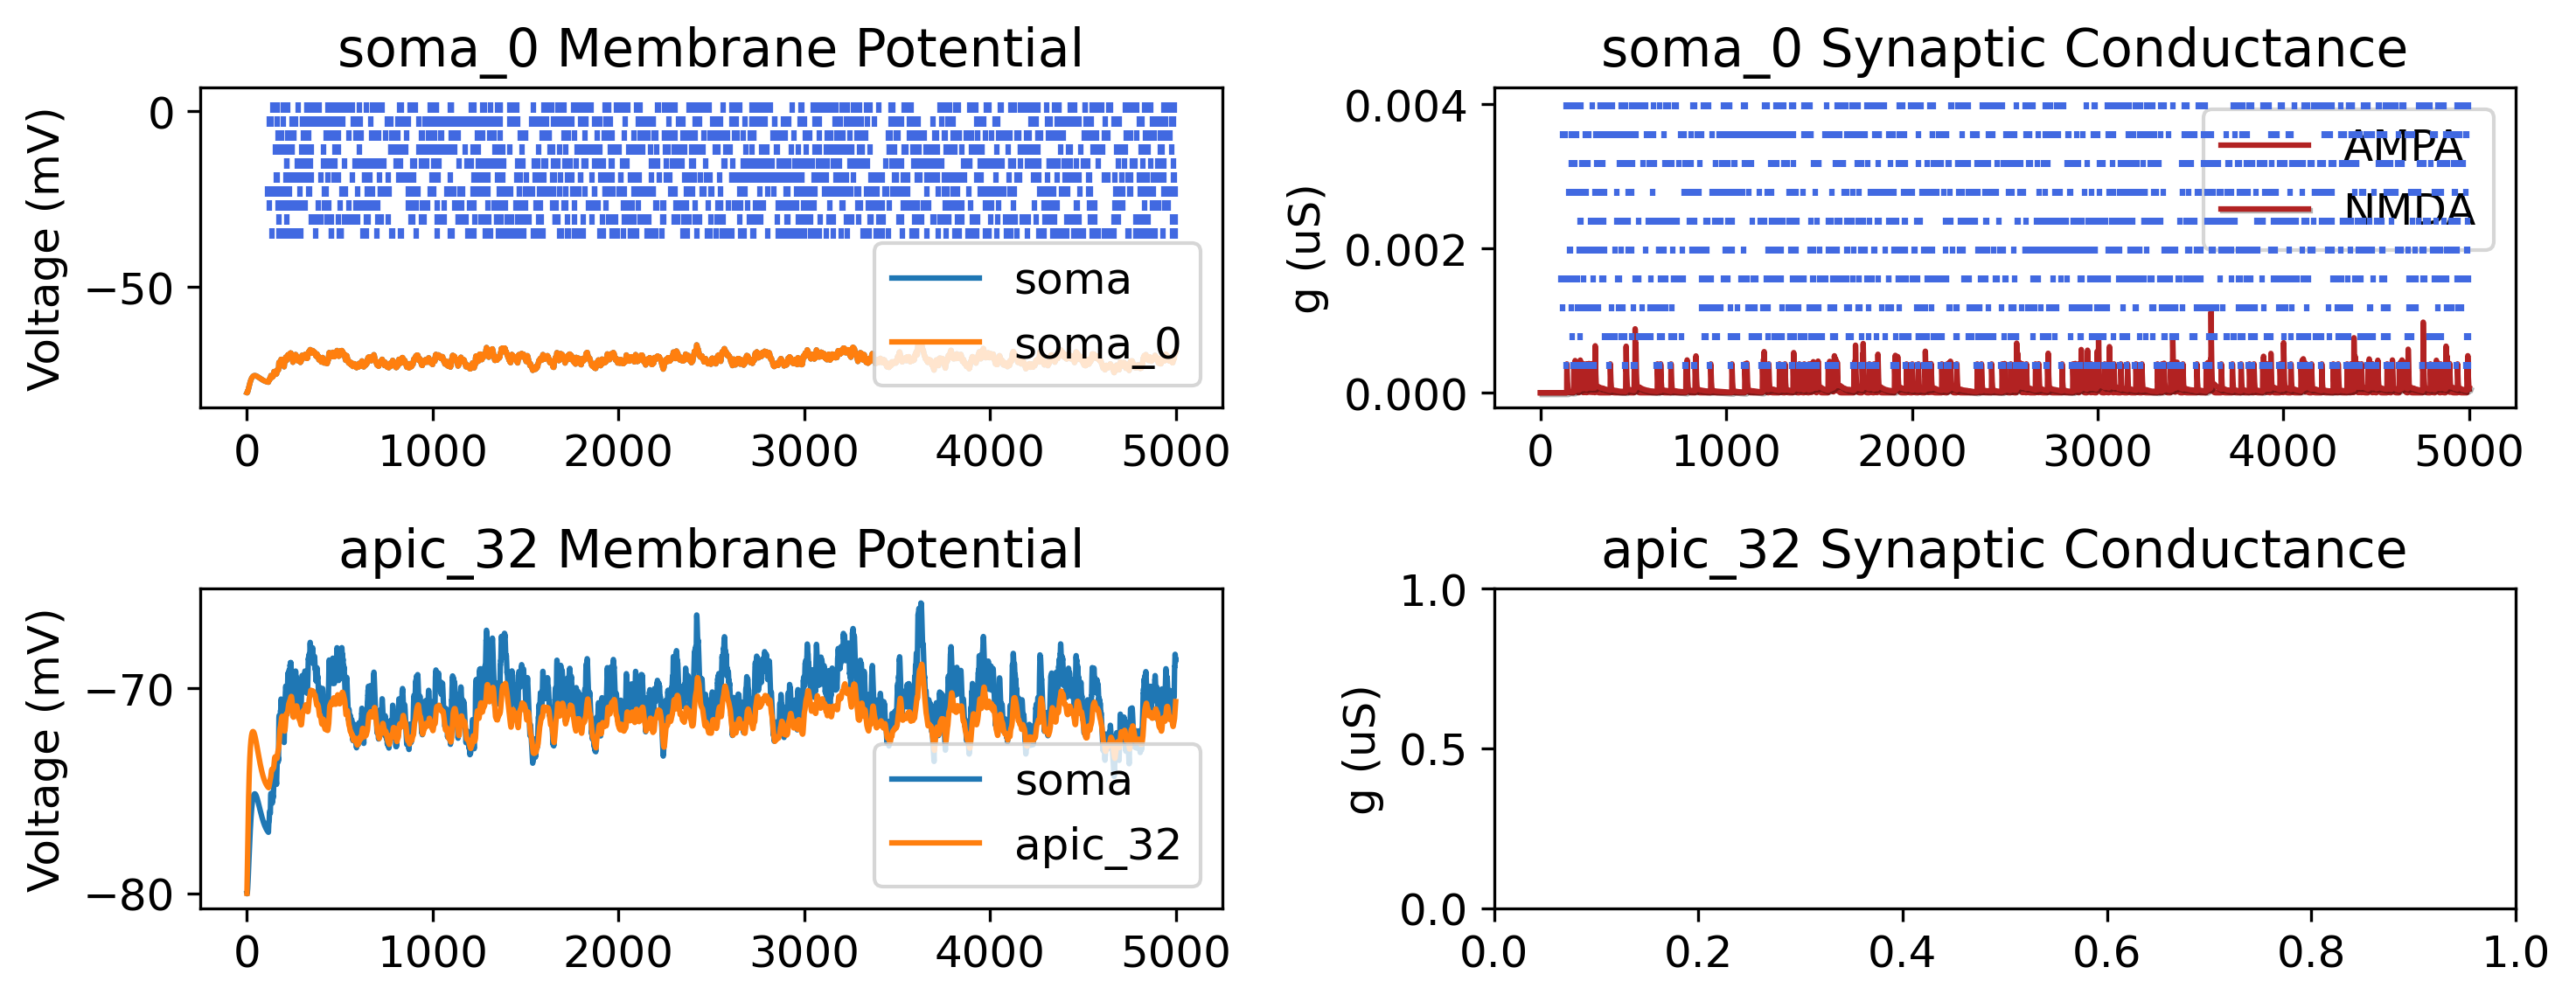 soma_0 Membrane Potential
Voltage (mV)
0
−50
soma
soma_0
0 1000 2000 3000 4000 5000
soma_0 Synaptic Conductance
g (uS)
0.004
0.002
0.000
AMPA
NMDA
0 1000 2000 3000 4000 5000
apic_32 Membrane Potential
Voltage (mV)
−70
−80
soma
apic_32
0 1000 2000 3000 4000 5000
apic_32 Synaptic Conductance
g (uS)
1.0
0.5
0.0
0.0 0.2 0.4 0.6 0.8 1.0